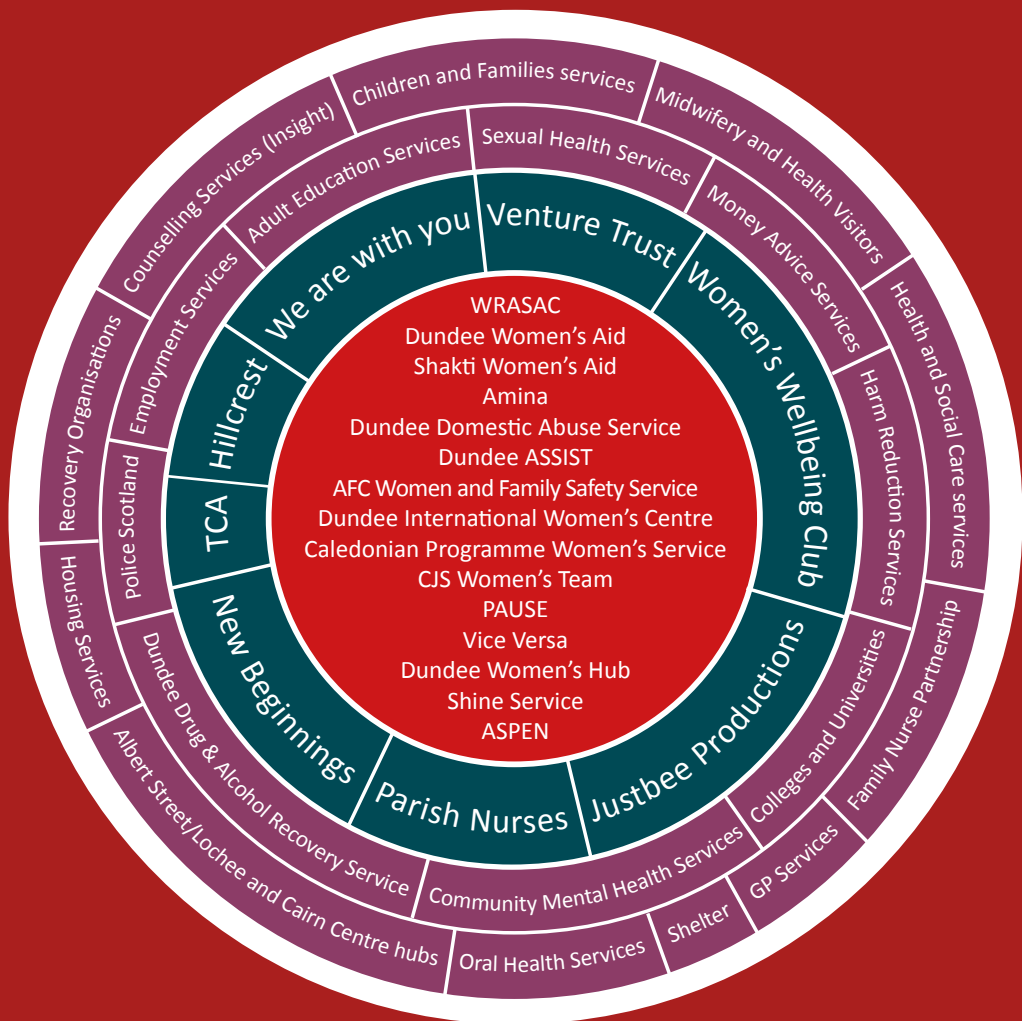 WRASAC
Dundee Women's Aid
Shakti Women's Aid
Amina
Dundee Domestic Abuse Service
Dundee ASSIST
AFC Women and Family Safety Service
Dundee International Women's Centre
Caledonian Programme Women's Service
CJS Women's Team
PAUSE
Vice Versa
Dundee Women's Hub
Shine Service
ASPEN
Venture Trust
Women's Wellbeing Club
Justbee Productions
Parish Nurses
New Beginnings
TCA
Hillcrest
We are with you
Sexual Health Services
Money Advice Services
Harm Reduction Services
Colleges and Universities
Community Mental Health Services
Dundee Drug & Alcohol Recovery Service
Police Scotland
Employment Services
Adult Education Services
Children and Families services
Midwifery and Health Visitors
Health and Social Care services
Family Nurse Partnership
GP Services
Shelter
Oral Health Services
Albert Street/Lochee and Cairn Centre hubs
Housing Services
Recovery Organisations
Counselling Services (Insight)